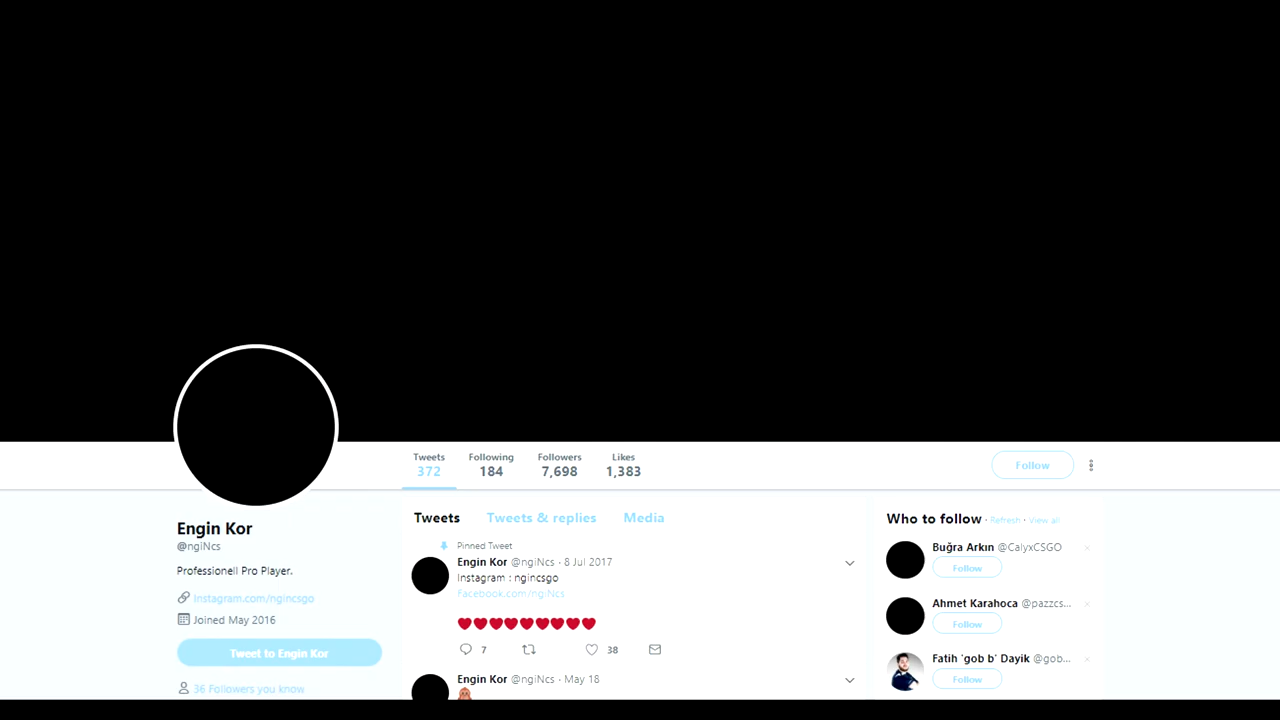 Tweets Following Followers Likes
372 184 7,698 1,383
Follow
Engin Kor
@ngiNcs
Professionell Pro Player.
Instagram.com/ngincsgo
Joined May 2016
Tweet to Engin Kor
36 Followers you know
Tweets Tweets & replies Media
Pinned Tweet
Engin Kor @ngiNcs · 8 Jul 2017
Instagram : ngincsgo
Facebook.com/ngiNcs
7 38
Engin Kor @ngiNcs · May 18
Who to follow · Refresh · View all
Buğra Arkın @CalyxCSGO
Follow
Ahmet Karahoca @pazzcs...
Follow
Fatih 'gob b' Dayik @gob...
Follow